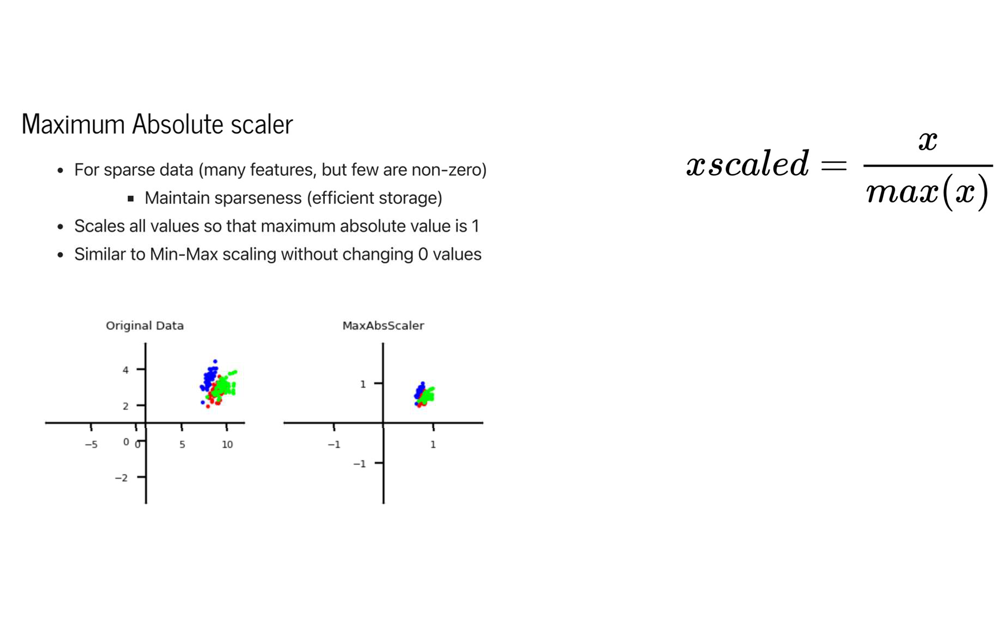 Maximum Absolute scaler
• For sparse data (many features, but few are non-zero)
▪ Maintain sparseness (efficient storage)
• Scales all values so that maximum absolute value is 1
• Similar to Min-Max scaling without changing 0 values
xscaled = x / max(x)
Original Data
4
2
0
−2
−5 0 5 10
MaxAbsScaler
1
−1
−1 1